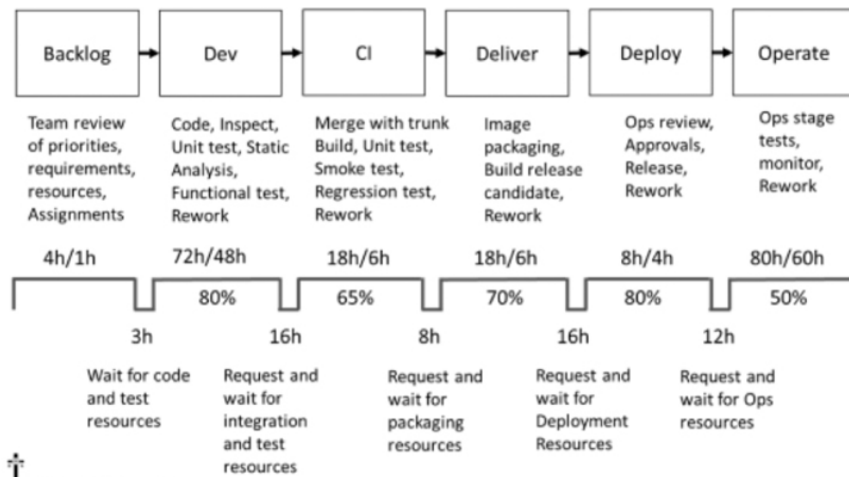 Backlog
Dev
CI
Deliver
Deploy
Operate
Team review
of priorities,
requirements,
resources,
Assignments
Code, Inspect,
Unit test, Static
Analysis,
Functional test,
Rework
Merge with trunk
Build, Unit test,
Smoke test,
Regression test,
Rework
Image
packaging,
Build release
candidate,
Rework
Ops review,
Approvals,
Release,
Rework
Ops stage
tests,
monitor,
Rework
4h/1h
72h/48h
18h/6h
18h/6h
8h/4h
80h/60h
80%
65%
70%
80%
50%
3h
16h
8h
16h
12h
Wait for code
and test
resources
Request and
wait for
integration
and test
resources
Request and
wait for
packaging
resources
Request and
wait for
Deployment
Resources
Request and
wait for Ops
resources
†